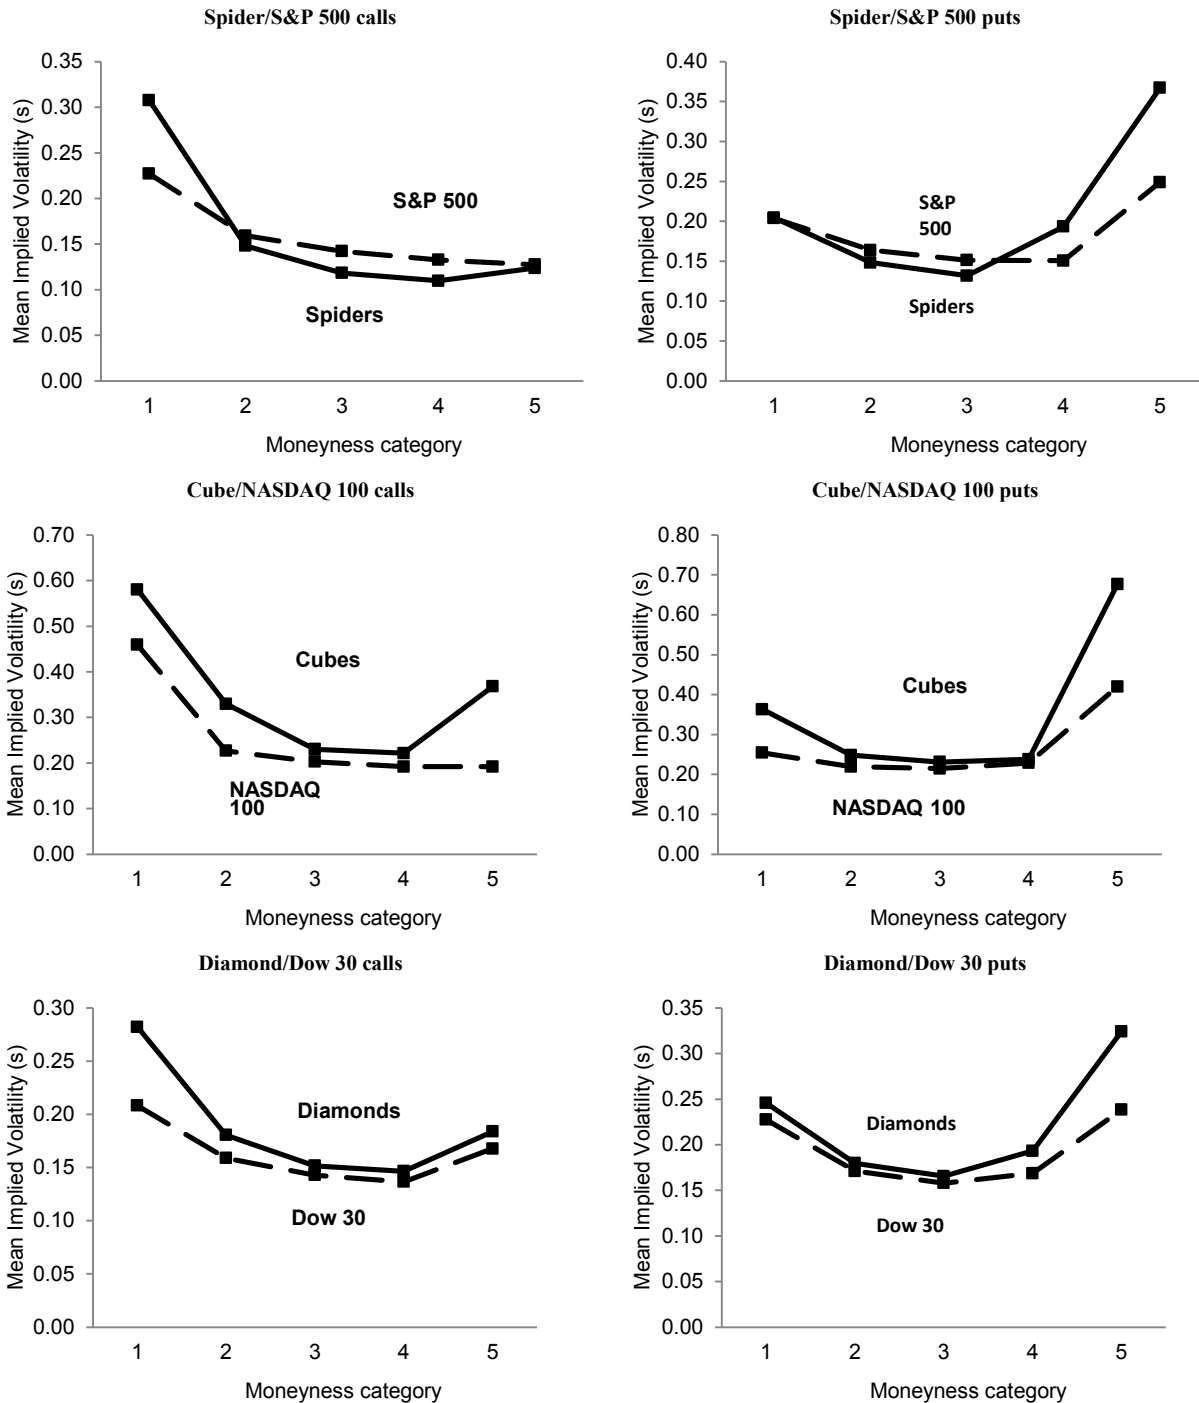 Spider/S&P 500 calls
Mean Implied Volatility (s)
0.35
0.30
0.25
0.20
0.15
0.10
0.05
0.00
S&P 500
Spiders
1 2 3 4 5
Moneyness category
Spider/S&P 500 puts
Mean Implied Volatility (s)
0.40
0.35
0.30
0.25
0.20
0.15
0.10
0.05
0.00
S&P
500
Spiders
1 2 3 4 5
Moneyness category
Cube/NASDAQ 100 calls
Mean Implied Volatility (s)
0.70
0.60
0.50
0.40
0.30
0.20
0.10
0.00
Cubes
NASDAQ
100
1 2 3 4 5
Moneyness category
Cube/NASDAQ 100 puts
Mean Implied Volatility (s)
0.80
0.70
0.60
0.50
0.40
0.30
0.20
0.10
0.00
Cubes
NASDAQ 100
1 2 3 4 5
Moneyness category
Diamond/Dow 30 calls
Mean Implied Volatility (s)
0.30
0.25
0.20
0.15
0.10
0.05
0.00
Diamonds
Dow 30
1 2 3 4 5
Moneyness category
Diamond/Dow 30 puts
Mean Implied Volatility (s)
0.35
0.30
0.25
0.20
0.15
0.10
0.05
0.00
Diamonds
Dow 30
1 2 3 4 5
Moneyness category